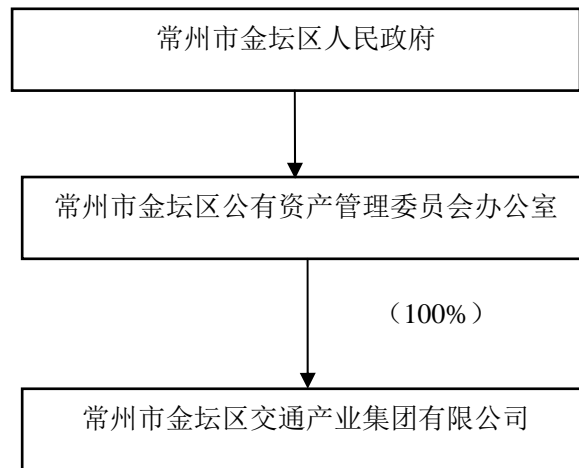 常州市金坛区人民政府
常州市金坛区公有资产管理委员会办公室
（100%）
常州市金坛区交通产业集团有限公司